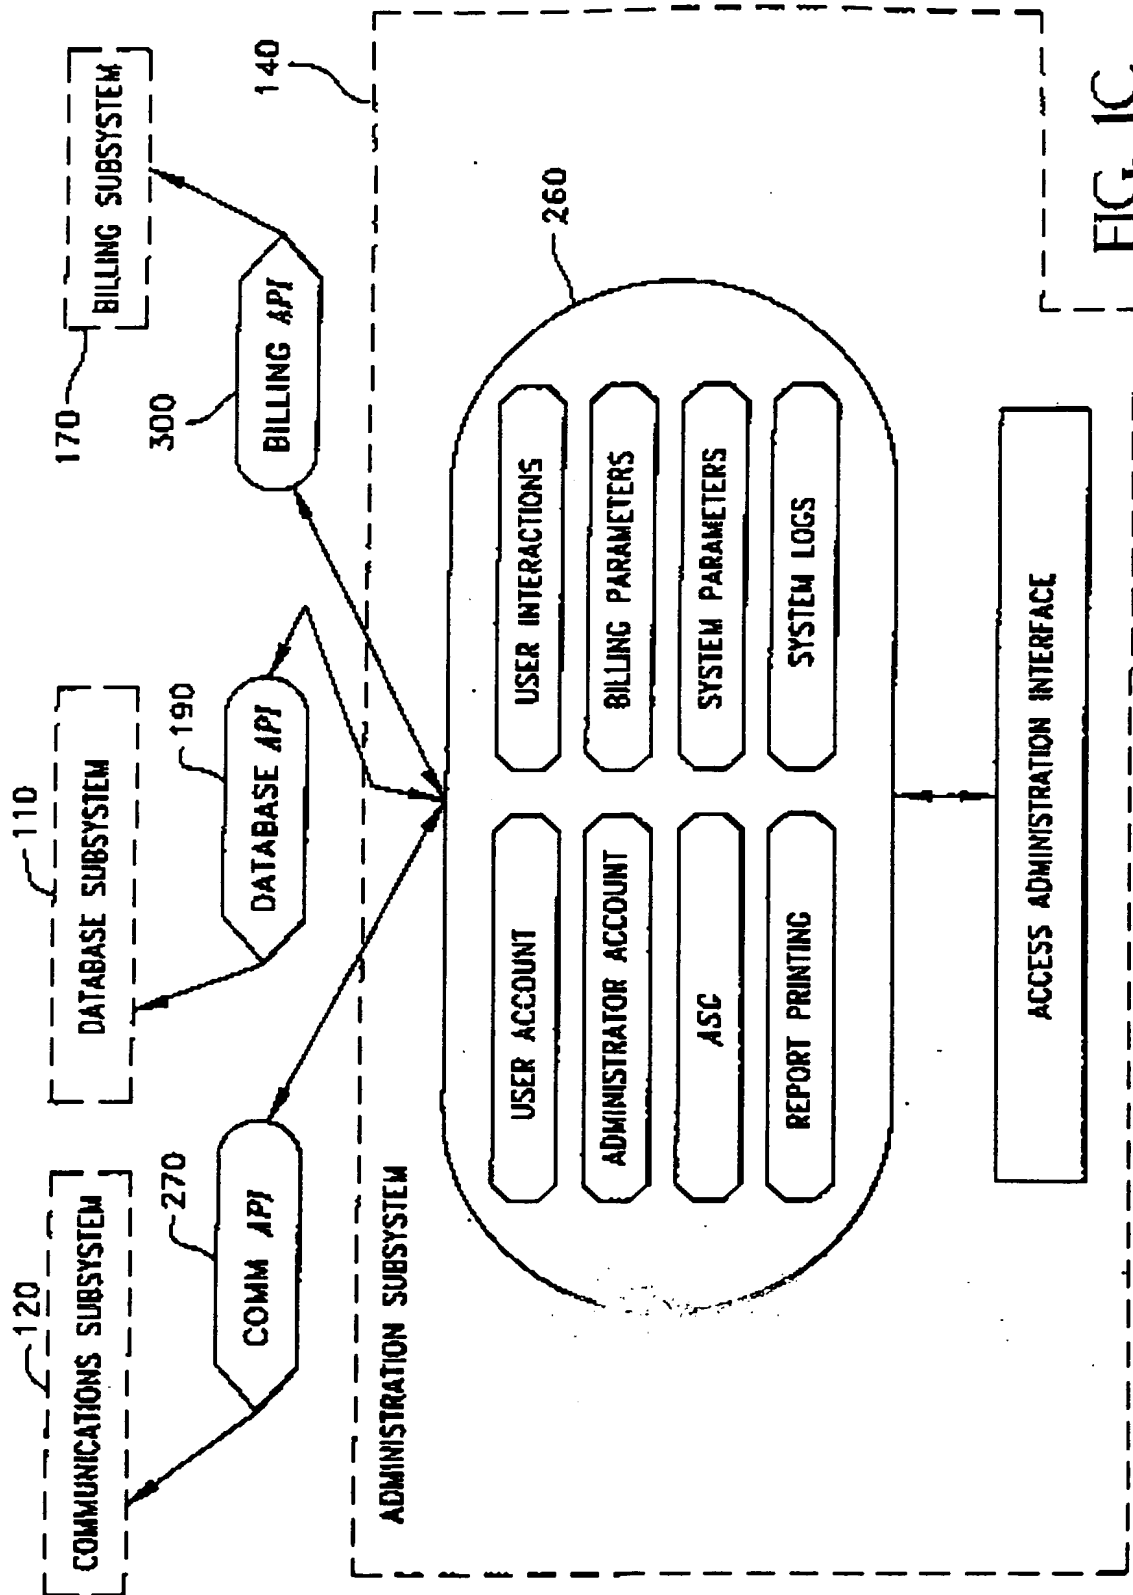 120
COMMUNICATIONS SUBSYSTEM
110
DATABASE SUBSYSTEM
170
BILLING SUBSYSTEM
270
COMM API
190
DATABASE API
300
BILLING API
140
ADMINISTRATION SUBSYSTEM
260
USER ACCOUNT
USER INTERACTIONS
ADMINISTRATOR ACCOUNT
BILLING PARAMETERS
ASC
SYSTEM PARAMETERS
REPORT PRINTING
SYSTEM LOGS
ACCESS ADMINISTRATION INTERFACE
FIG. 1C